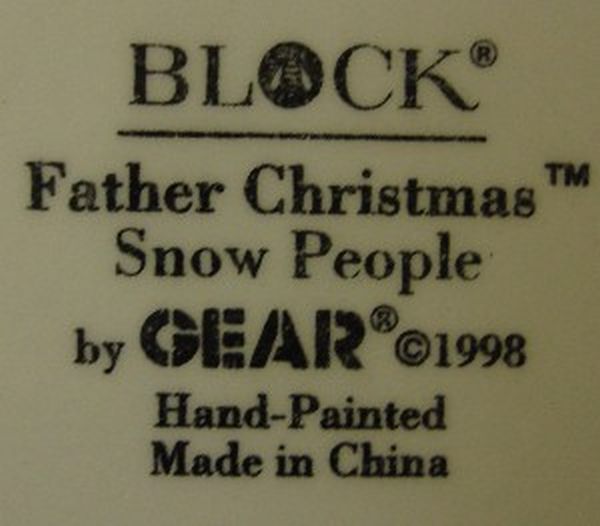 BLOCK®
Father Christmas™
Snow People
by GEAR®©1998
Hand-Painted
Made in China